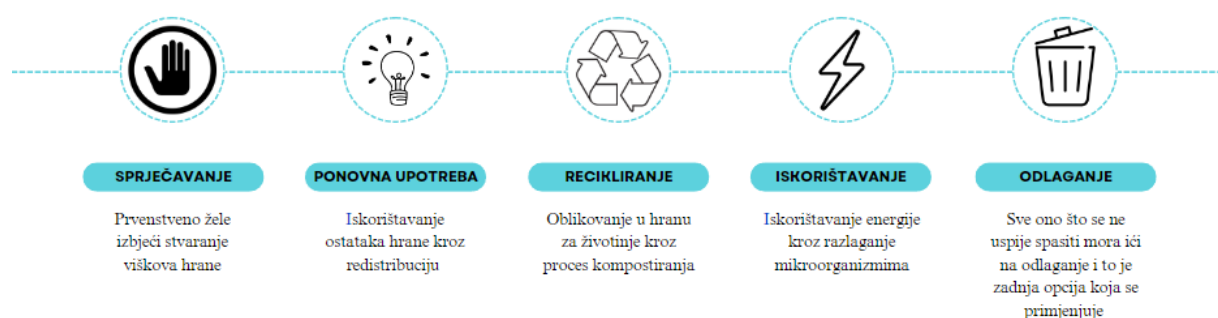 SPRJEČAVANJE
Prvenstveno žele
izbjeći stvaranje
viškova hrane
PONOVNA UPOTREBA
Iskorištavanje
ostataka hrane kroz
redistribuciju
RECIKLIRANJE
Oblikovanje u hranu
za životinje kroz
proces kompostiranja
ISKORIŠTAVANJE
Iskorištavanje energije
kroz razlaganje
mikroorganizmima
ODLAGANJE
Sve ono što se ne
uspije spasiti mora ići
na odlaganje i to je
zadnja opcija koja se
primjenjuje